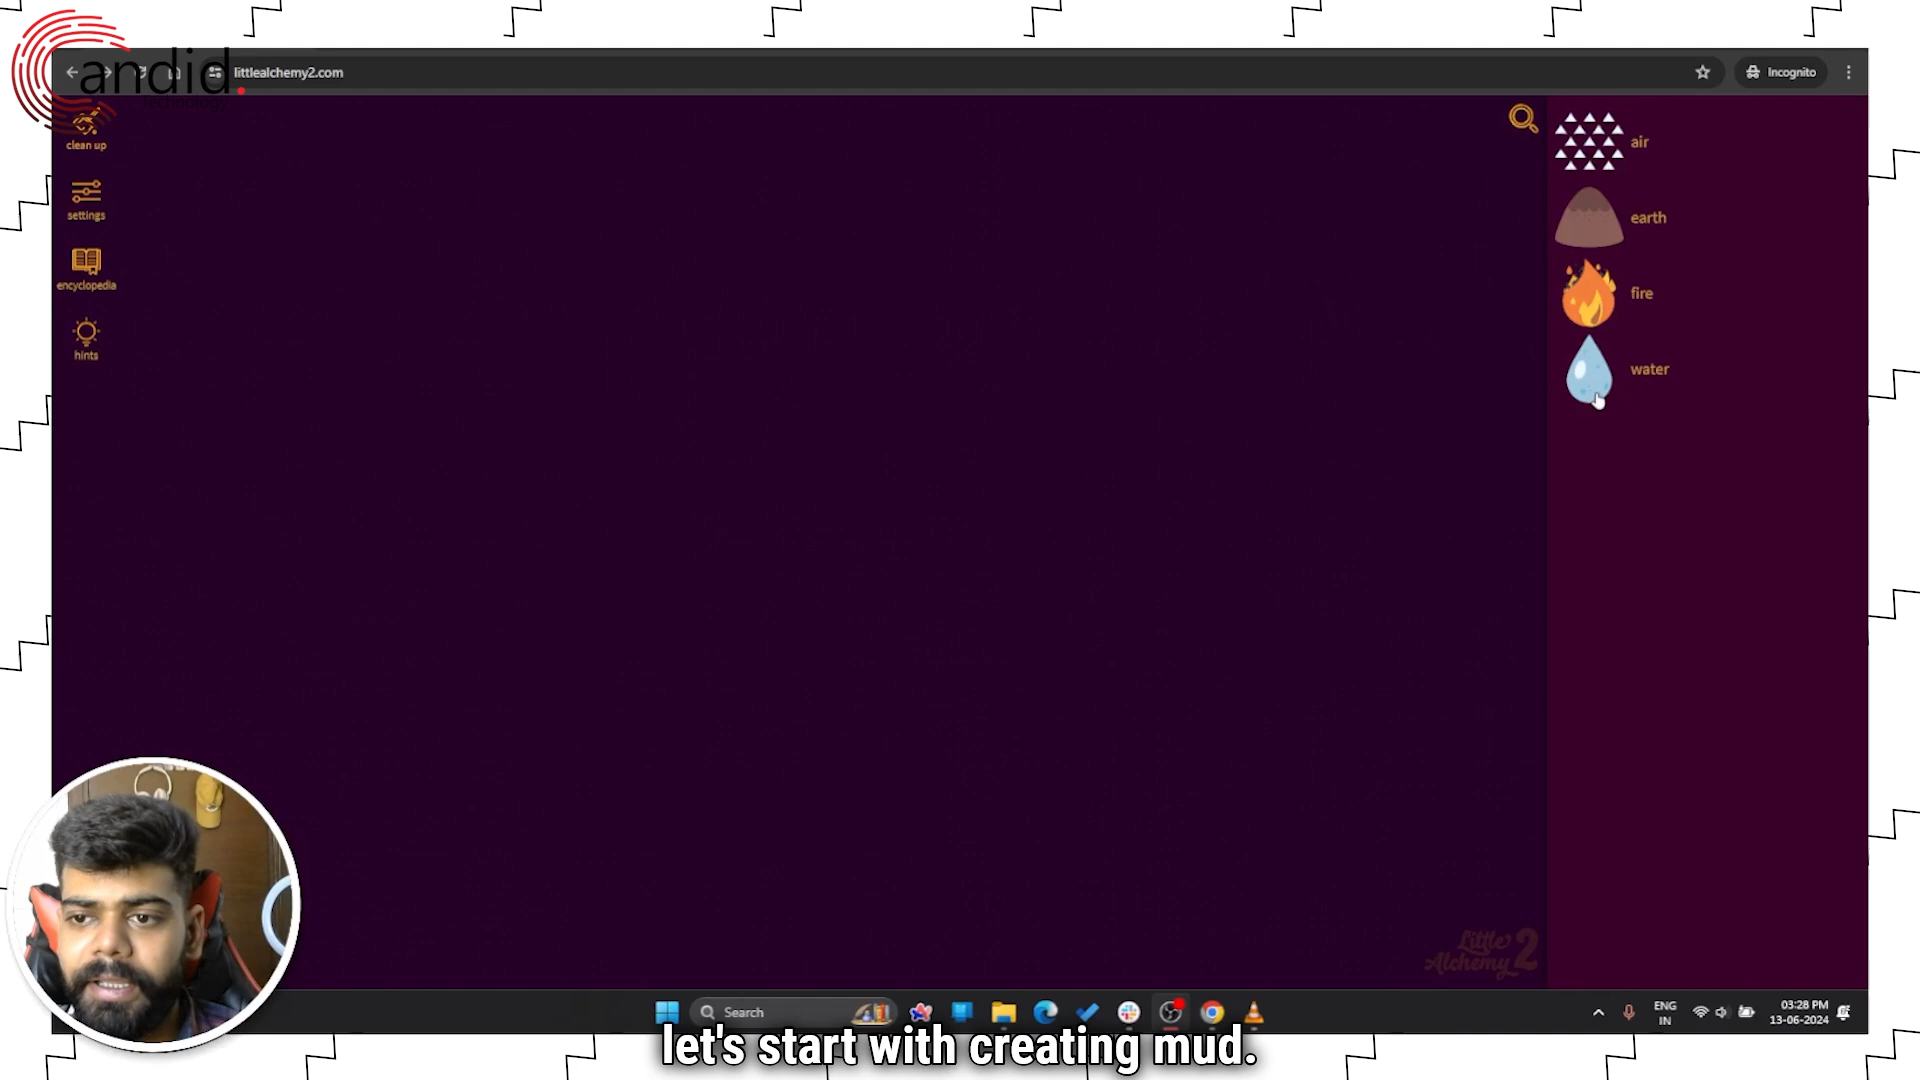 andid.
technology
littlealchemy2.com
Incognito
clean up
settings
encyclopedia
hints
air
earth
fire
water
Little
Alchemy 2
Search
ENG
IN
03:28 PM
13-06-2024
let's start with creating mud.